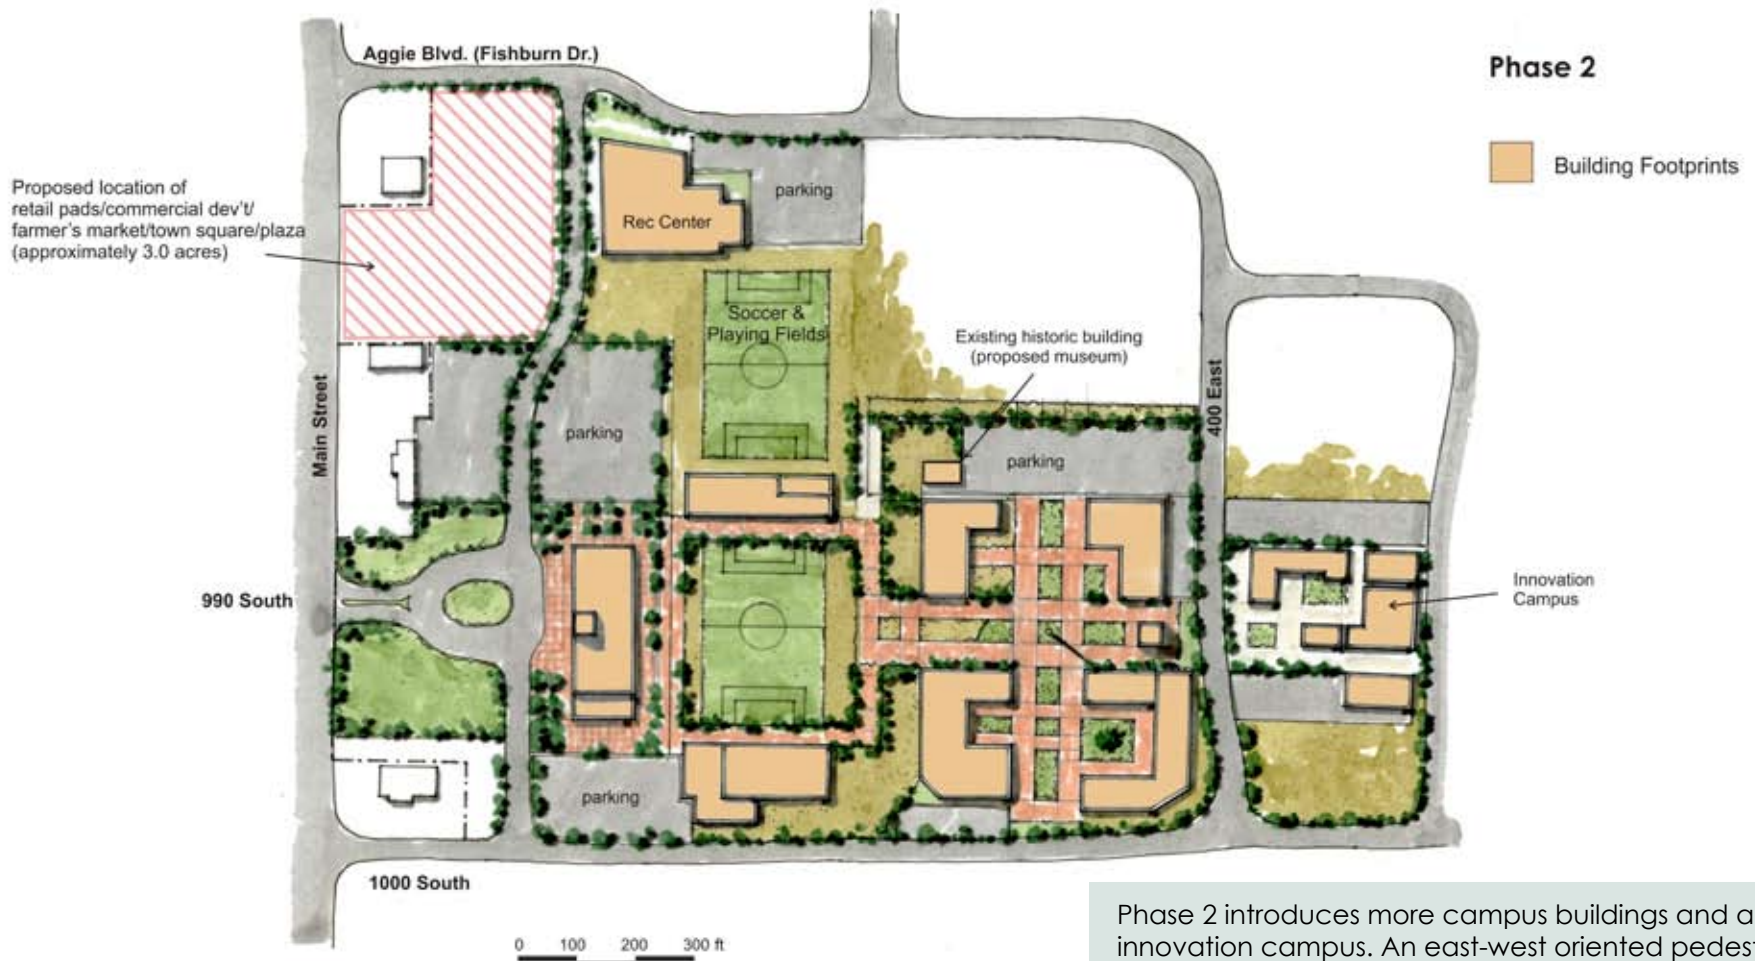 Aggie Blvd. (Fishburn Dr.)
Phase 2
Building Footprints
Proposed location of
retail pads/commercial dev't/
farmer's market/town square/plaza
(approximately 3.0 acres)
parking
Rec Center
Soccer &
Playing Fields
Existing historic building
(proposed museum)
Main Street
400 East
parking
parking
Innovation
Campus
990 South
parking
1000 South
0 100 200 300 ft
Phase 2 introduces more campus buildings and a
innovation campus. An east-west oriented pedest